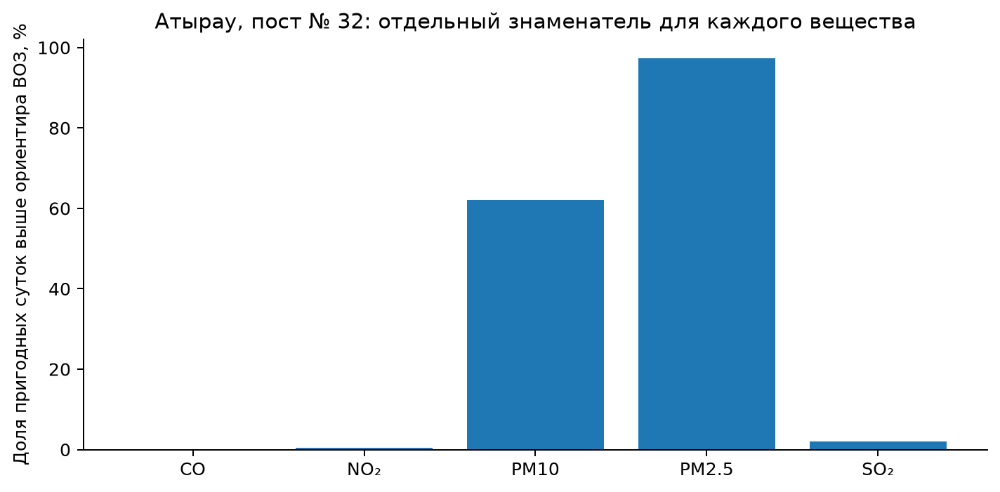 Атырау, пост № 32: отдельный знаменатель для каждого вещества
Доля пригодных суток выше ориентира ВОЗ, %
100
80
60
40
20
0
CO
NO₂
PM10
PM2.5
SO₂